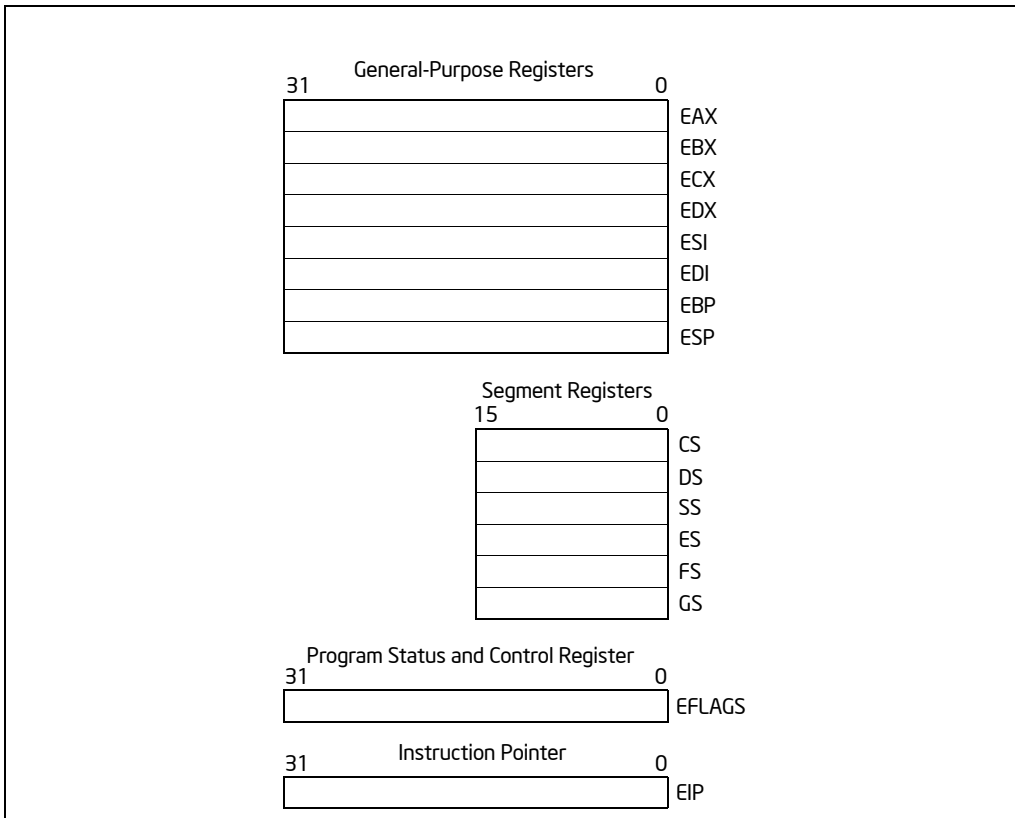 General-Purpose Registers
31 0
EAX
EBX
ECX
EDX
ESI
EDI
EBP
ESP
Segment Registers
15 0
CS
DS
SS
ES
FS
GS
Program Status and Control Register
31 0
EFLAGS
Instruction Pointer
31 0
EIP